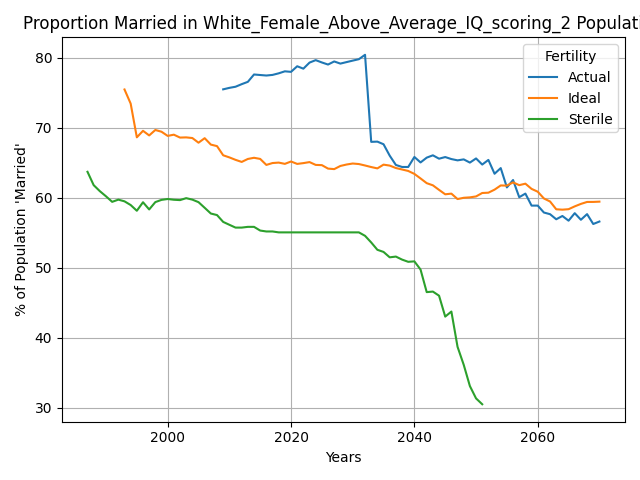 Proportion Married in White_Female_Above_Average_IQ_scoring_2 Populati
80
70
60
50
40
30
% of Population 'Married'
Fertility
Actual
Ideal
Sterile
2000
2020
2040
2060
Years